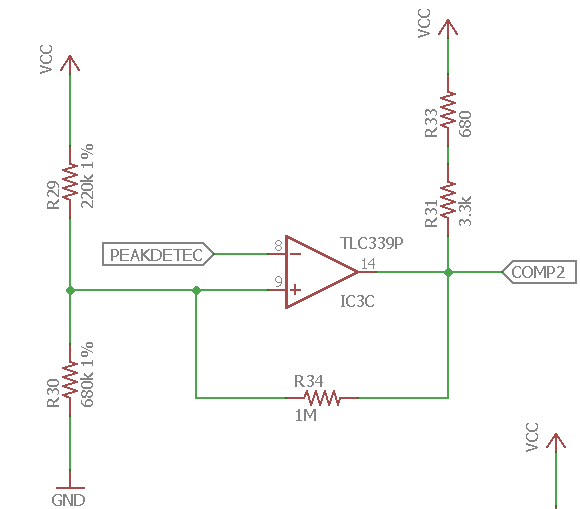 VCC
VCC
R33
680
R29
220k 1%
R31
3.3k
PEAKDETEC
8
TLC339P
14
COMP2
9
IC3C
R30
680k 1%
R34
1M
VCC
GND